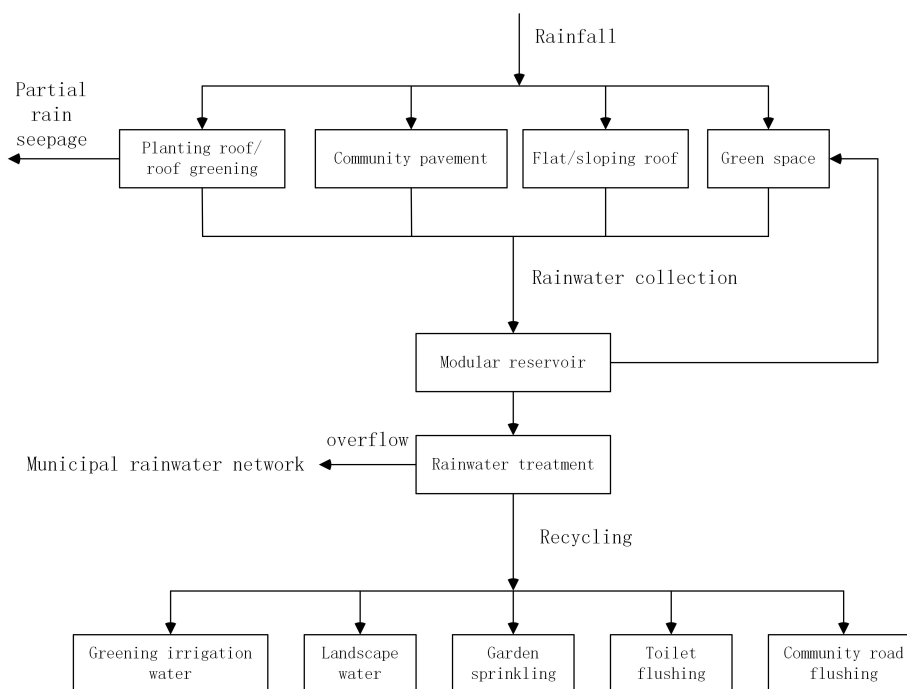 Rainfall
Partial
rain
seepage
Planting roof/
roof greening
Community pavement
Flat/sloping roof
Green space
Rainwater collection
Modular reservoir
overflow
Municipal rainwater network
Rainwater treatment
Recycling
Greening irrigation
water
Landscape
water
Garden
sprinkling
Toilet
flushing
Community road
flushing